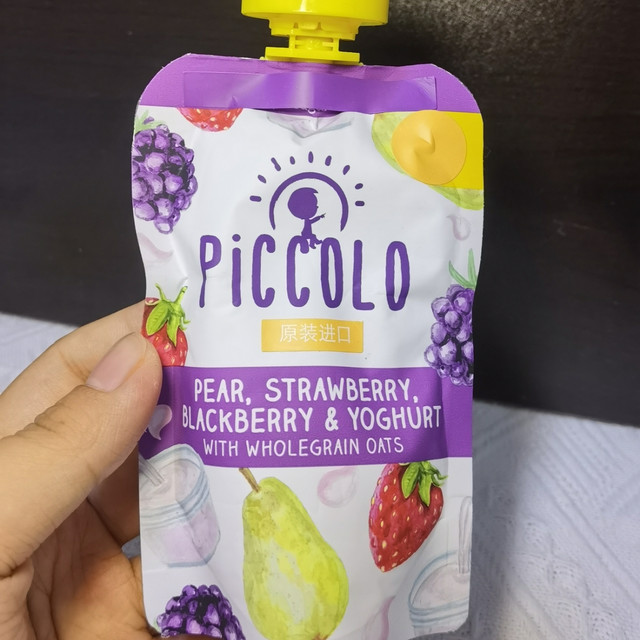 PiCCOLO
原装进口
PEAR, STRAWBERRY,
BLACKBERRY & YOGHURT
WITH WHOLEGRAIN OATS